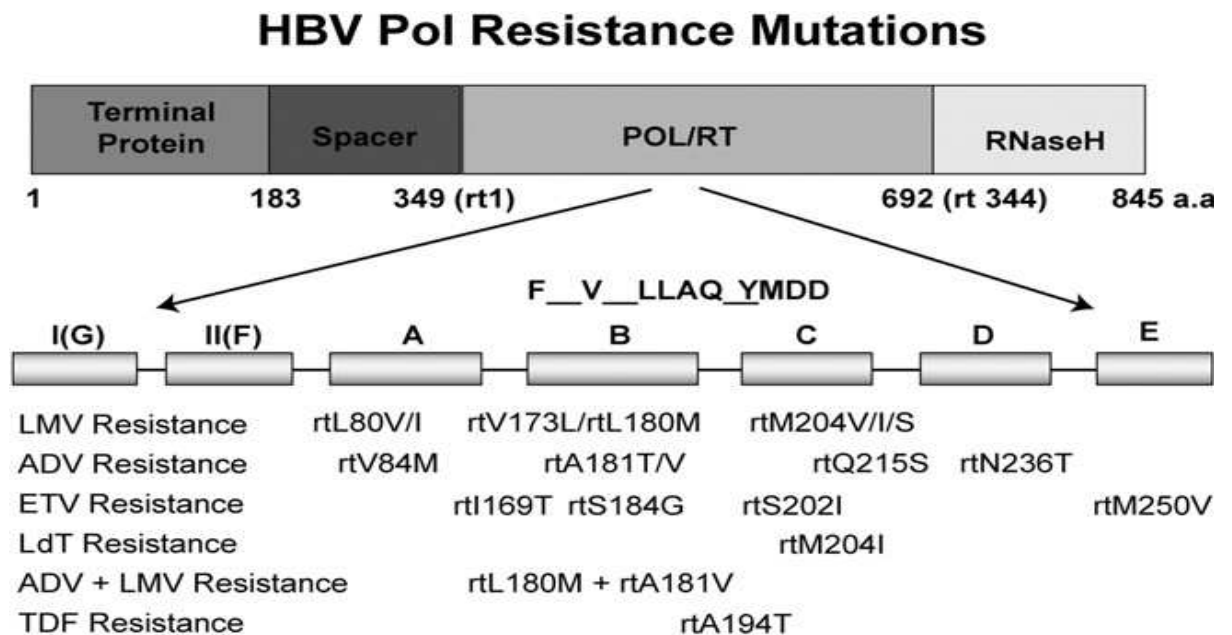 HBV Pol Resistance Mutations
Terminal Protein Spacer POL/RT RNaseH
1 183 349 (rt1) 692 (rt 344) 845 a.a
F__V__LLAQ_YMDD
I(G) II(F) A B C D E
LMV Resistance rtL80V/I rtV173L/rtL180M rtM204V/I/S
ADV Resistance rtV84M rtA181T/V rtQ215S rtN236T
ETV Resistance rtI169T rtS184G rtS202I rtM250V
LdT Resistance rtM204I
ADV + LMV Resistance rtL180M + rtA181V
TDF Resistance rtA194T